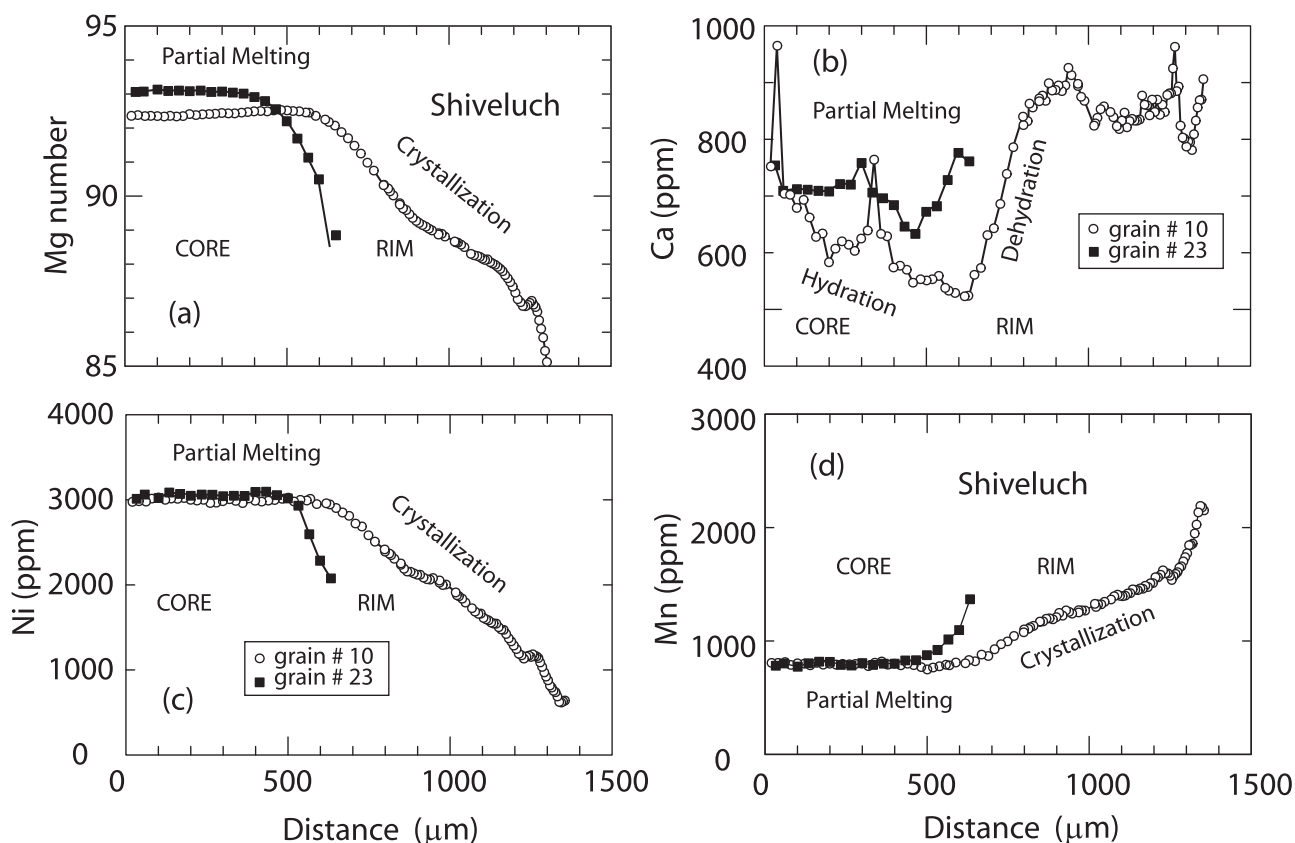 95
90
85
Mg number
Partial Melting
Shiveluch
Crystallization
CORE
RIM
(a)
1000
800
600
400
Ca (ppm)
(b)
Partial Melting
Dehydration
grain # 10
grain # 23
Hydration
CORE
RIM
4000
3000
2000
1000
0
Ni (ppm)
Partial Melting
Crystallization
CORE
RIM
grain # 10
grain # 23
(c)
0
500
1000
1500
Distance (μm)
3000
2000
1000
0
Mn (ppm)
(d)
Shiveluch
CORE
RIM
Crystallization
Partial Melting
0
500
1000
1500
Distance (μm)